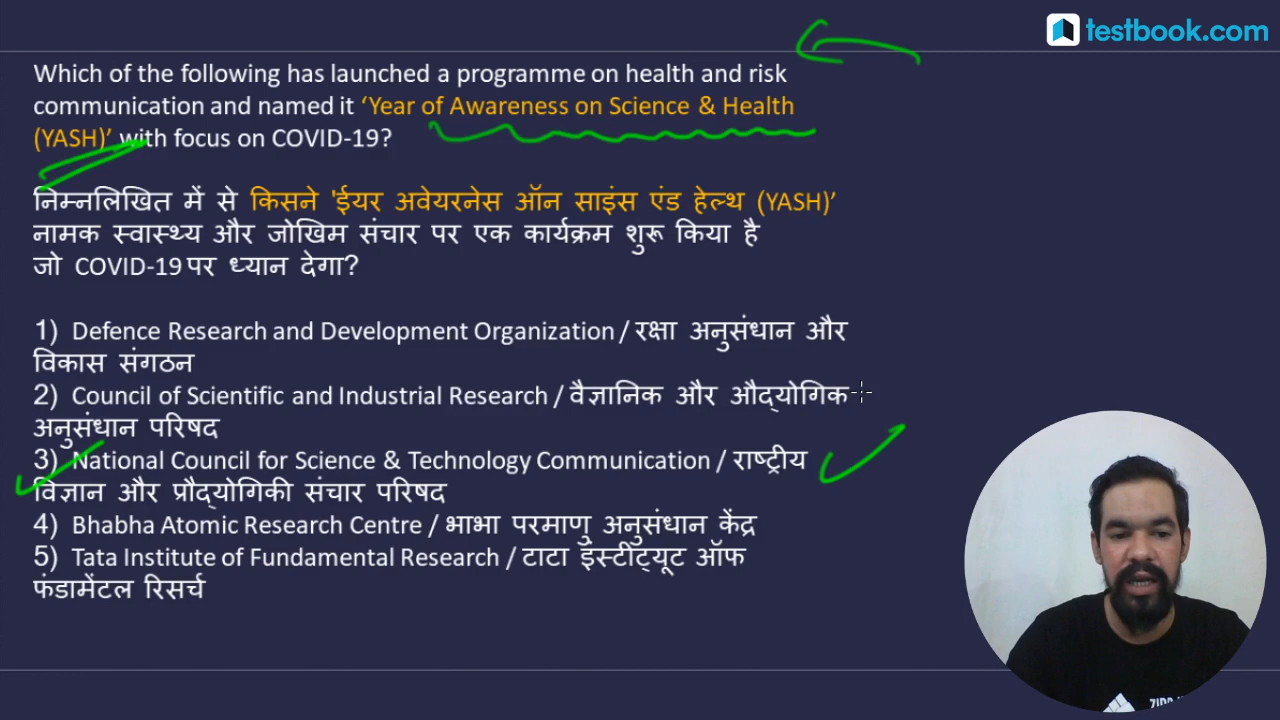 testbook.com
Which of the following has launched a programme on health and risk
communication and named it ‘Year of Awareness on Science & Health
(YASH)’ with focus on COVID-19?
निम्नलिखित में से किसने 'ईयर अवेयरनेस ऑन साइंस एंड हेल्थ (YASH)’
नामक स्वास्थ्य और जोखिम संचार पर एक कार्यक्रम शुरू किया है
जो COVID-19 पर ध्यान देगा?
1) Defence Research and Development Organization / रक्षा अनुसंधान और
विकास संगठन
2) Council of Scientific and Industrial Research / वैज्ञानिक और औद्योगिक
अनुसंधान परिषद
3) National Council for Science & Technology Communication / राष्ट्रीय
विज्ञान और प्रौद्योगिकी संचार परिषद
4) Bhabha Atomic Research Centre / भाभा परमाणु अनुसंधान केंद्र
5) Tata Institute of Fundamental Research / टाटा इंस्टीट्यूट ऑफ
फंडामेंटल रिसर्च